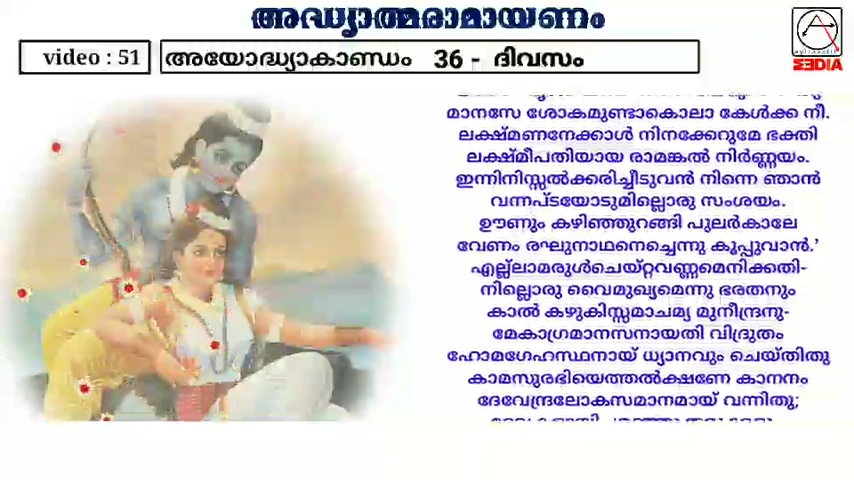 അദ്ധ്യാത്മരാമായണം
video : 51
അയോദ്ധ്യാകാണ്ഡം 36 - ദിവസം
MEDIA
മാനസേ ശോകമുണ്ടാകൊലാ കേൾക്ക നീ.
ലക്ഷ്മണനേക്കാൾ നിനക്കേറുമേ ഭക്തി
ലക്ഷ്മീപതിയായ രാമങ്കൽ നിർണ്ണയം.
ഇന്നിനിസ്സൽക്കരിച്ചീടുവൻ നിന്നെ ഞാൻ
വന്നപ്ടയോടുമില്ലൊരു സംശയം.
ഊണും കഴിഞ്ഞുറങ്ങി പുലർകാലേ
വേണം രഘുനാഥനെച്ചെന്നു കൂപ്പുവാൻ.’
എല്ല്ലാമരുൾചെയ്റ്റവണ്ണമെനിക്കതി-
നില്ലൊരു വൈമുഖ്യമെന്നു ഭരതനും
കാൽ കഴുകിസ്സമാചമ്യ മുനീന്ദ്രനു-
മേകാഗ്രമാനസനായതി വിദ്രുതം
ഹോമഗേഹസ്ഥനായ് ധ്യാനവും ചെയ്തിതു
കാമസുരഭിയെത്തൽക്ഷണേ കാനനം
ദേവേന്ദ്രലോകസമാനമായ് വന്നിതു;